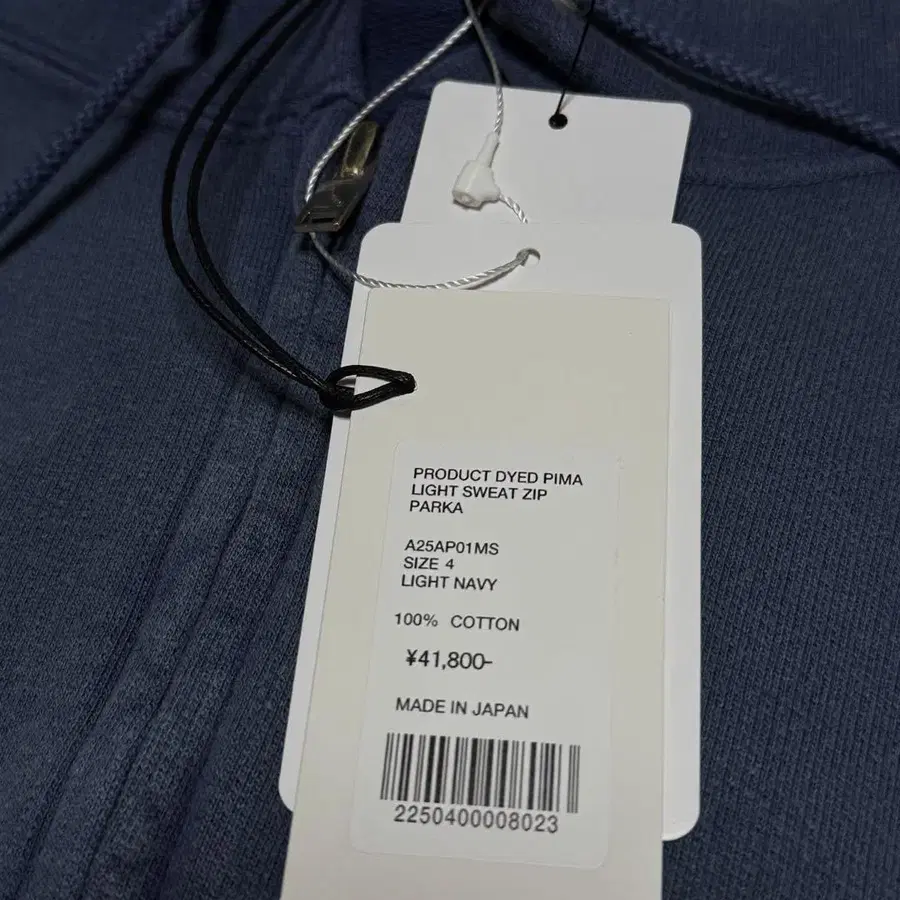 PRODUCT DYED PIMA
LIGHT SWEAT ZIP
PARKA
A25AP01MS
SIZE 4
LIGHT NAVY
100% COTTON
¥41,800-
MADE IN JAPAN
2250400008023